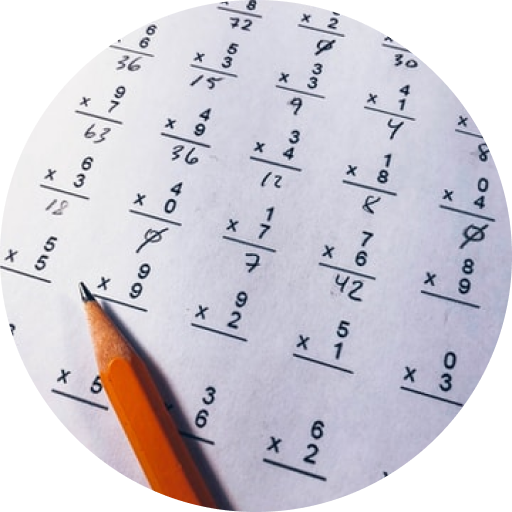 8 x 2
72 0 30
6 5 3 4
x 6 x 3 x 3 x 1 x
36 15 9 4 8
9 4 3 1 0
x 7 x 9 x 4 x 8 x 4
63 36 12 8 0
6 4 1 7 8
x 3 x 0 x 7 x 6 x 9
18 0 7 42
5 9 9 5 0
x 5 x 9 x 2 x 1 x 3
3 6
x 5 x 6 x 2